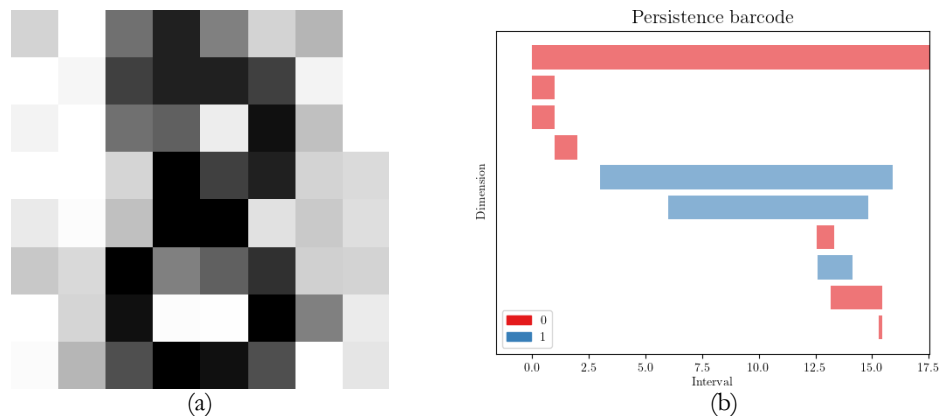 Persistence barcode
Dimension
0
1
0.0 2.5 5.0 7.5 10.0 12.5 15.0 17.5
Interval
(a) (b)